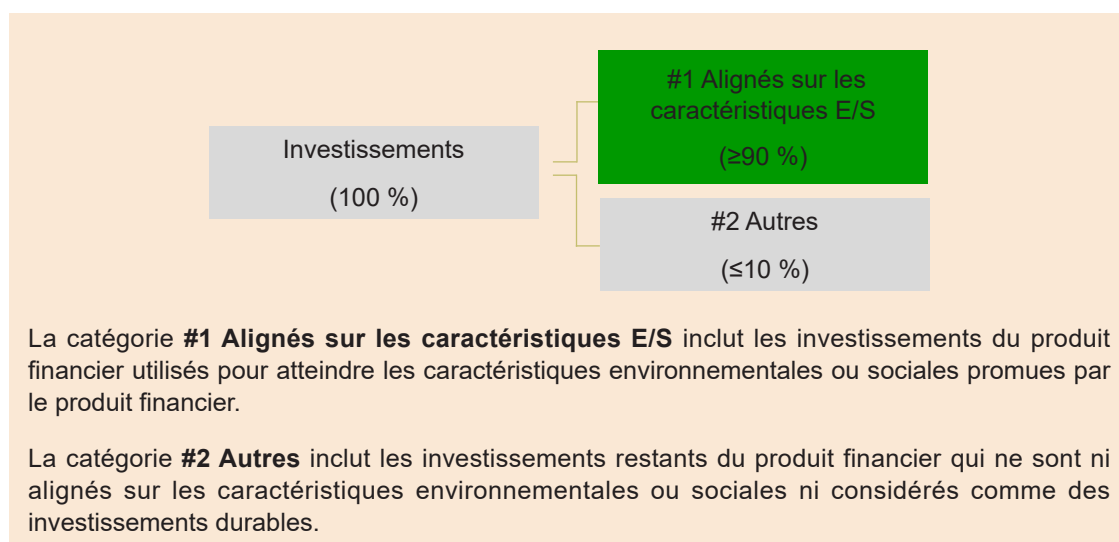 #1 Alignés sur les
caractéristiques E/S
(≥90 %)
Investissements
(100 %)
#2 Autres
(≤10 %)
La catégorie #1 Alignés sur les caractéristiques E/S inclut les investissements du produit
financier utilisés pour atteindre les caractéristiques environnementales ou sociales promues par
le produit financier.
La catégorie #2 Autres inclut les investissements restants du produit financier qui ne sont ni
alignés sur les caractéristiques environnementales ou sociales ni considérés comme des
investissements durables.